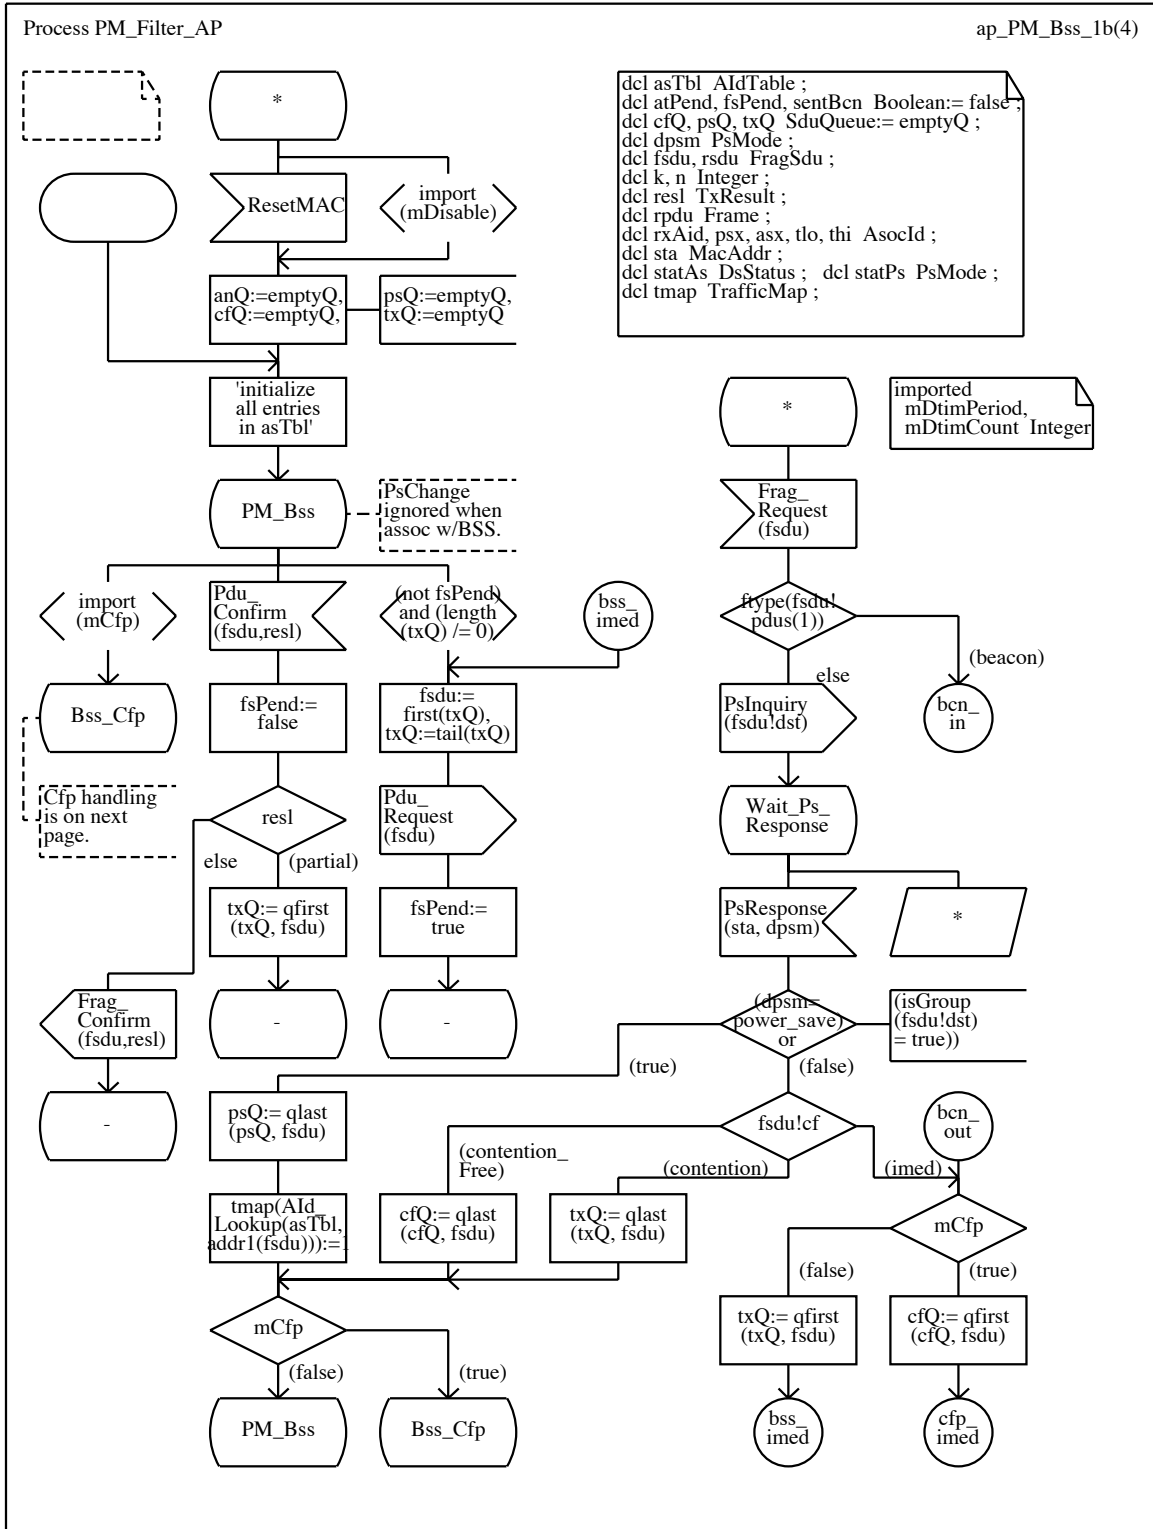 Process PM_Filter_AP
ap_PM_Bss_1b(4)
*
ResetMAC
import
(mDisable)
anQ:=emptyQ,
cfQ:=emptyQ,
psQ:=emptyQ,
txQ:=emptyQ
'initialize
all entries
in asTbl'
PM_Bss
PsChange
ignored when
assoc w/BSS.
dcl asTbl AIdTable ;
dcl atPend, fsPend, sentBcn Boolean:= false ;
dcl cfQ, psQ, txQ SduQueue:= emptyQ ;
dcl dpsm PsMode ;
dcl fsdu, rsdu FragSdu ;
dcl k, n Integer ;
dcl resl TxResult ;
dcl rpdu Frame ;
dcl rxAid, psx, asx, tlo, thi AsocId ;
dcl sta MacAddr ;
dcl statAs DsStatus ; dcl statPs PsMode ;
dcl tmap TrafficMap ;
imported
mDtimPeriod,
mDtimCount Integer
import
(mCfp)
Bss_Cfp
Cfp handling
is on next
page.
Pdu_
Confirm
(fsdu,resl)
fsPend:=
false
resl
else
(partial)
txQ:= qfirst
(txQ, fsdu)
-
Frag_
Confirm
(fsdu,resl)
-
(not fsPend)
and (length
(txQ) /= 0)
bss_
imed
fsdu:=
first(txQ),
txQ:=tail(txQ)
Pdu_
Request
(fsdu)
fsPend:=
true
-
*
Frag_
Request
(fsdu)
ftype(fsdu!
pdus(1))
else
(beacon)
bcn_
in
PsInquiry
(fsdu!dst)
Wait_Ps_
Response
PsResponse
(sta, dpsm)
*
(dpsm=
power_save)
or
(isGroup
(fsdu!dst)
= true))
(true)
(false)
psQ:= qlast
(psQ, fsdu)
tmap(AId_
Lookup(asTbl,
addr1(fsdu))):=1
fsdu!cf
(contention_
Free)
(contention)
(imed)
cfQ:= qlast
(cfQ, fsdu)
txQ:= qlast
(txQ, fsdu)
bcn_
out
mCfp
(false)
(true)
txQ:= qfirst
(txQ, fsdu)
cfQ:= qfirst
(cfQ, fsdu)
bss_
imed
cfp_
imed
mCfp
(false)
(true)
PM_Bss
Bss_Cfp